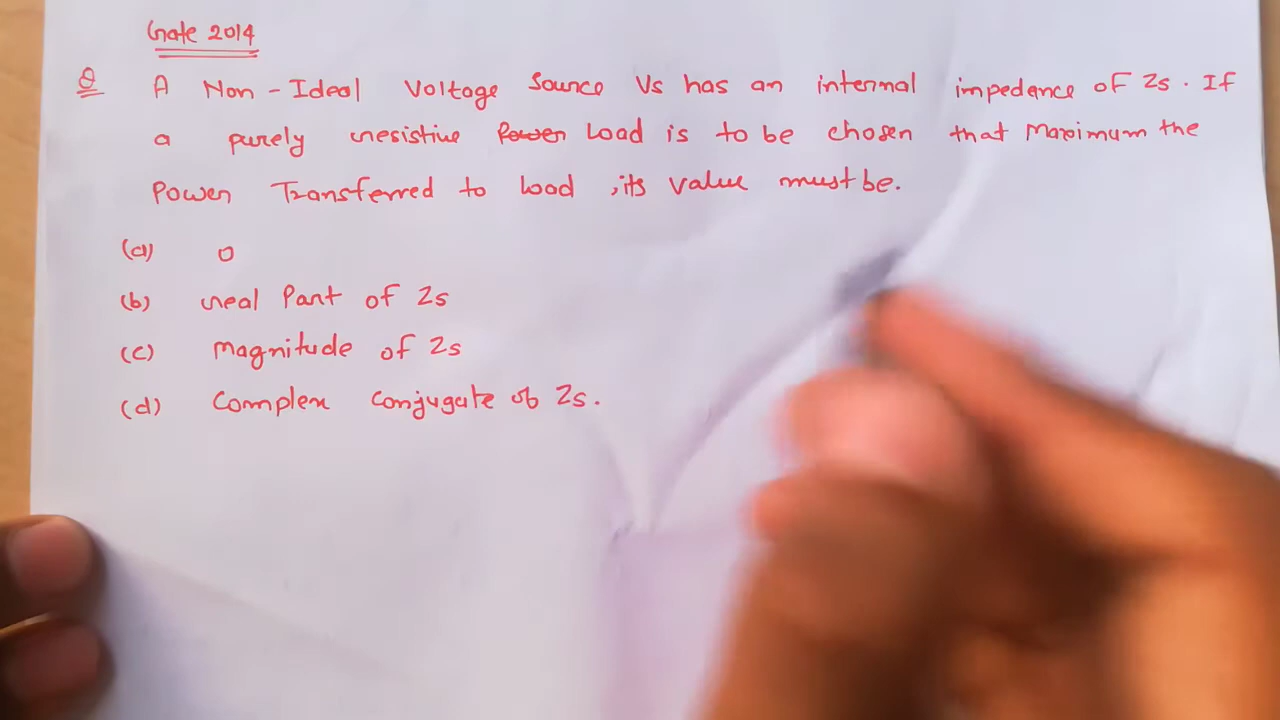 Gate 2014
Q A Non-Ideal Voltage Source Vs has an internal impedance of Zs. If
a purely resistive Power Load is to be chosen that Maximum the
Power Transferred to load, its value must be.
(a) 0
(b) real Part of Zs
(c) Magnitude of Zs
(d) Complex Conjugate of Zs.